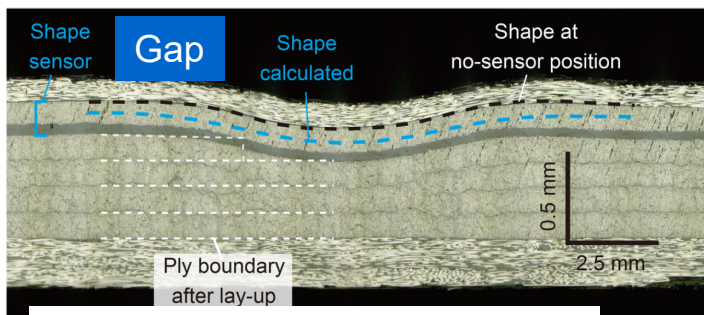 Shape
sensor
Gap
Shape
calculated
Shape at
no-sensor position
0.5 mm
2.5 mm
Ply boundary
after lay-up